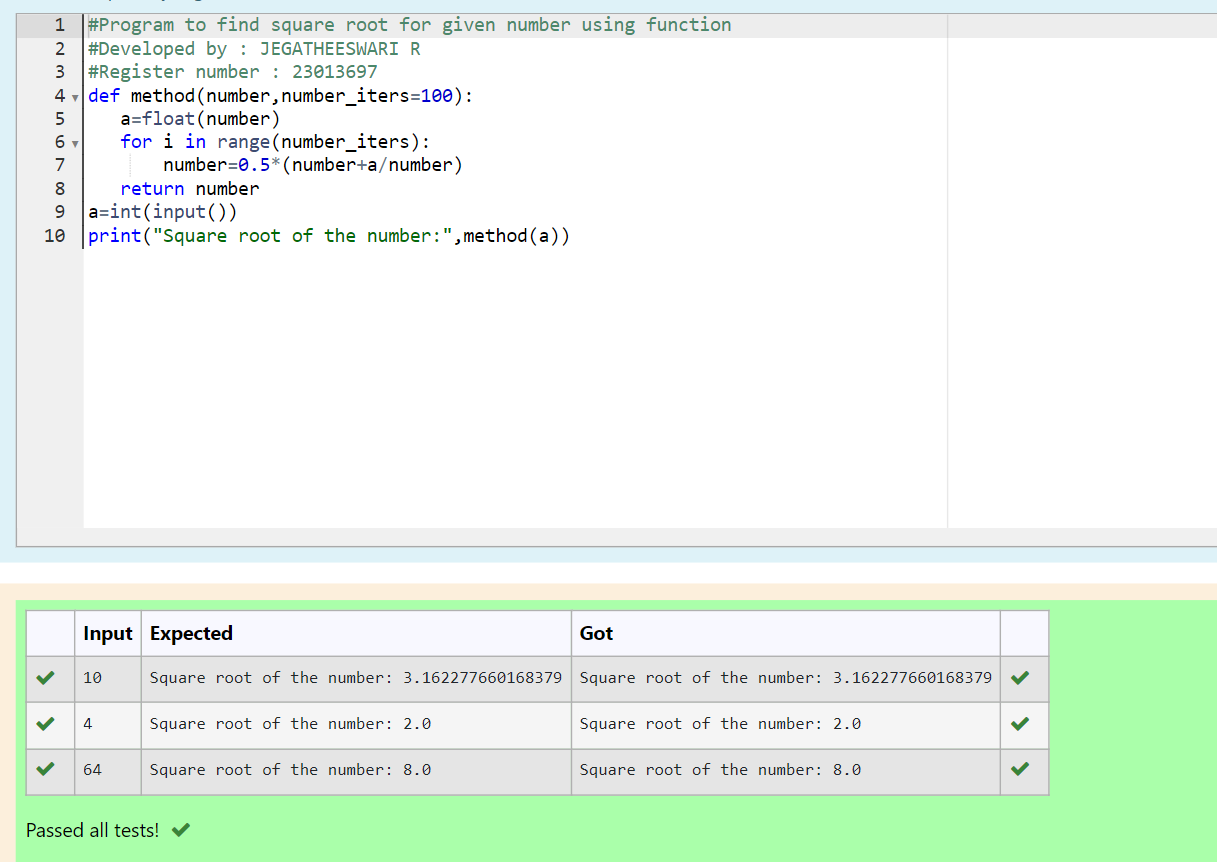 1 #Program to find square root for given number using function
2 #Developed by : JEGATHEESWARI R
3 #Register number : 23013697
4 def method(number,number_iters=100):
5 a=float(number)
6 for i in range(number_iters):
7 number=0.5*(number+a/number)
8 return number
9 a=int(input())
10 print("Square root of the number:",method(a))
Input Expected Got
10 Square root of the number: 3.162277660168379 Square root of the number: 3.162277660168379
4 Square root of the number: 2.0 Square root of the number: 2.0
64 Square root of the number: 8.0 Square root of the number: 8.0
Passed all tests!